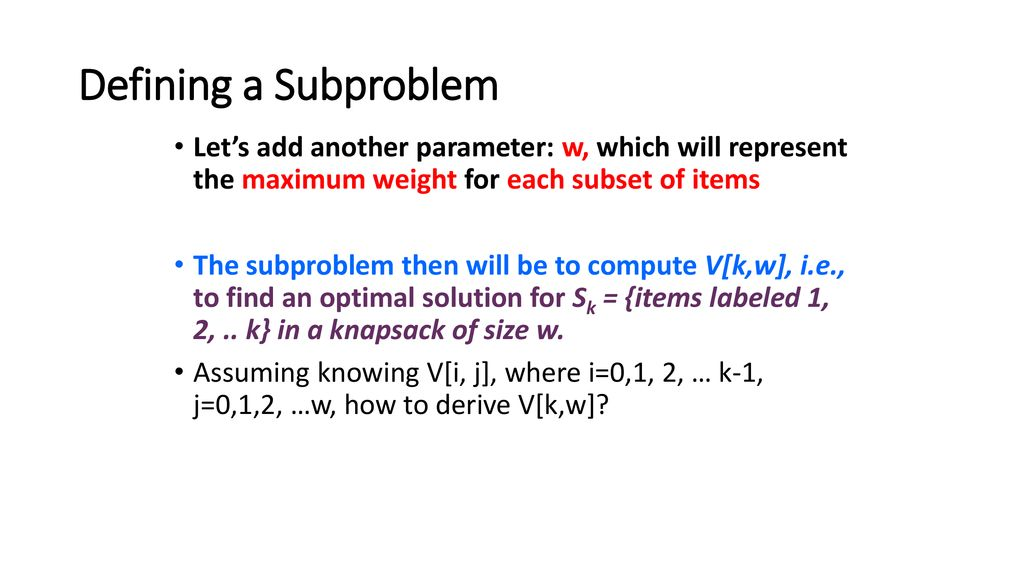 Defining a Subproblem
• Let’s add another parameter: w, which will represent
the maximum weight for each subset of items
• The subproblem then will be to compute V[k,w], i.e.,
to find an optimal solution for Sk = {items labeled 1,
2, .. k} in a knapsack of size w.
• Assuming knowing V[i, j], where i=0,1, 2, … k-1,
j=0,1,2, …w, how to derive V[k,w]?